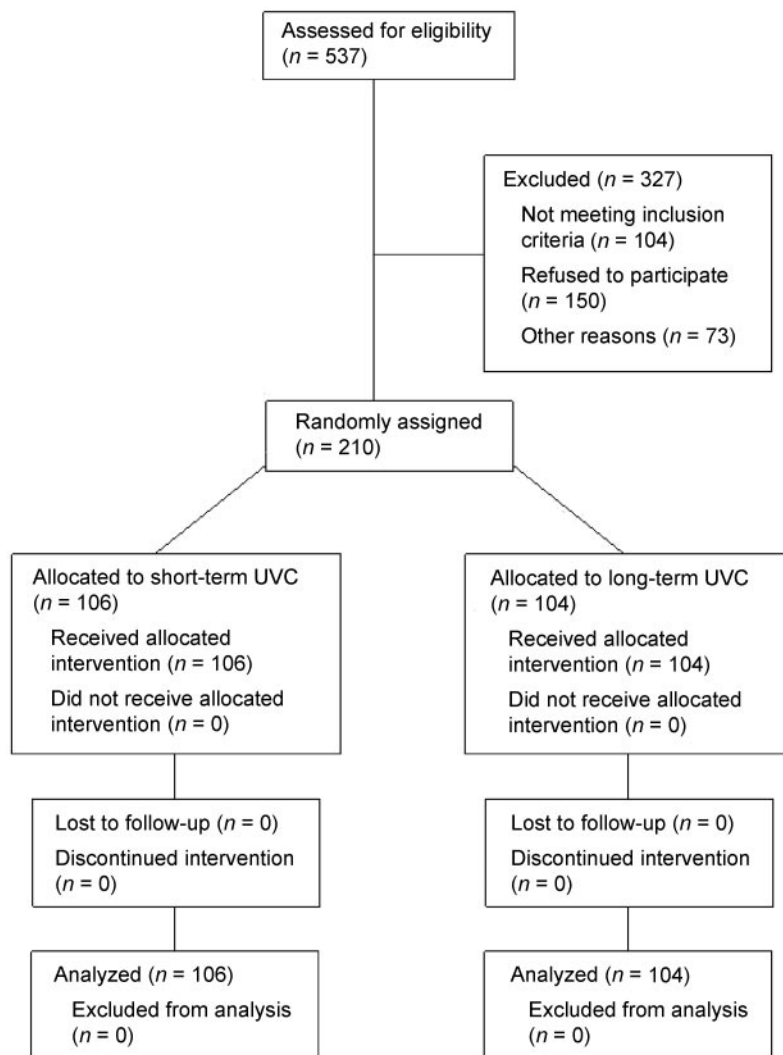 Assessed for eligibility
(n = 537)
Excluded (n = 327)
Not meeting inclusion
criteria (n = 104)
Refused to participate
(n = 150)
Other reasons (n = 73)
Randomly assigned
(n = 210)
Allocated to short-term UVC
(n = 106)
Received allocated
intervention (n = 106)
Did not receive allocated
intervention (n = 0)
Allocated to long-term UVC
(n = 104)
Received allocated
intervention (n = 104)
Did not receive allocated
intervention (n = 0)
Lost to follow-up (n = 0)
Discontinued intervention
(n = 0)
Lost to follow-up (n = 0)
Discontinued intervention
(n = 0)
Analyzed (n = 106)
Excluded from analysis
(n = 0)
Analyzed (n = 104)
Excluded from analysis
(n = 0)